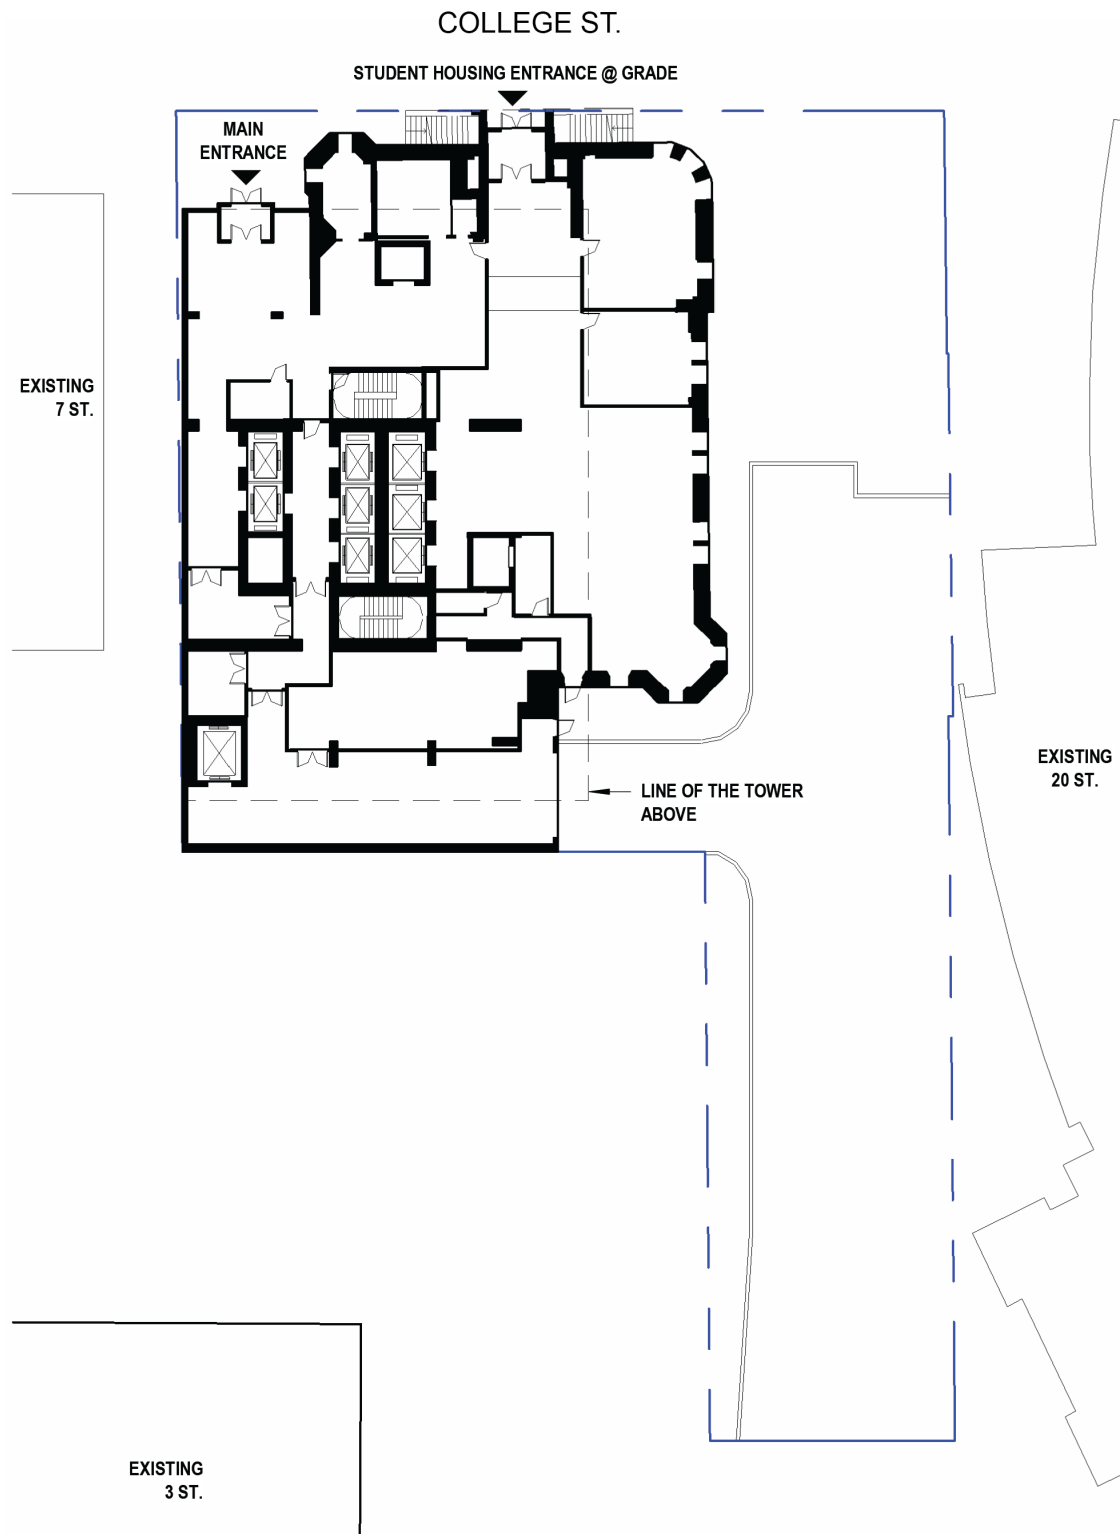 COLLEGE ST.
STUDENT HOUSING ENTRANCE @ GRADE
MAIN
ENTRANCE
EXISTING
7 ST.
EXISTING
20 ST.
LINE OF THE TOWER
ABOVE
EXISTING
3 ST.